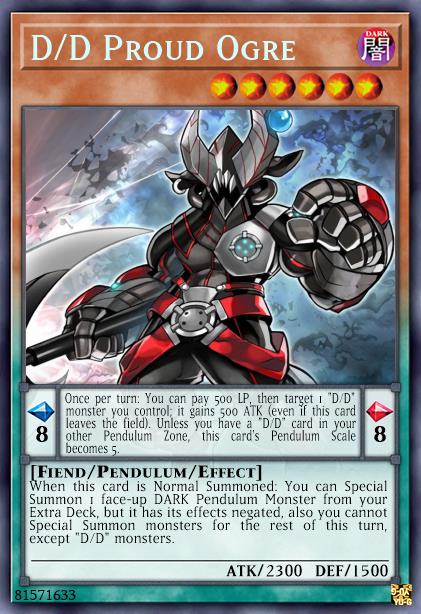 D/D Proud Ogre
DARK
闇
Once per turn: You can pay 500 LP, then target 1 "D/D"
monster you control; it gains 500 ATK (even if this card
leaves the field). Unless you have a "D/D" card in your
other Pendulum Zone, this card's Pendulum Scale
becomes 5.
8
8
[Fiend/Pendulum/Effect]
When this card is Normal Summoned: You can Special
Summon 1 face-up DARK Pendulum Monster from your
Extra Deck, but it has its effects negated, also you cannot
Special Summon monsters for the rest of this turn,
except "D/D" monsters.
ATK/2300 DEF/1500
81571633